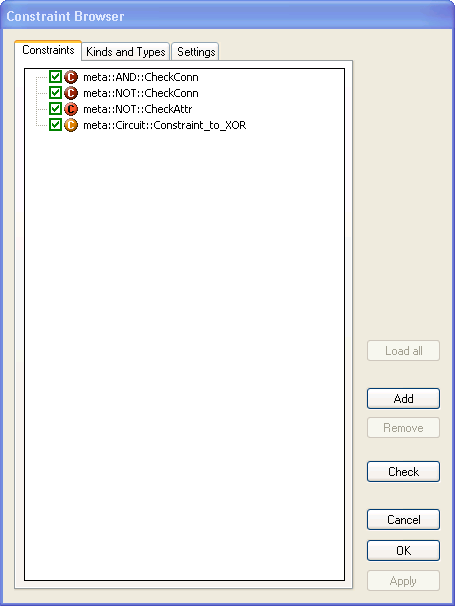 Constraint Browser
Constraints Kinds and Types Settings
C meta::AND::CheckConn
C meta::NOT::CheckConn
C meta::NOT::CheckAttr
C meta::Circuit::Constraint_to_XOR
Load all
Add
Remove
Check
Cancel
OK
Apply